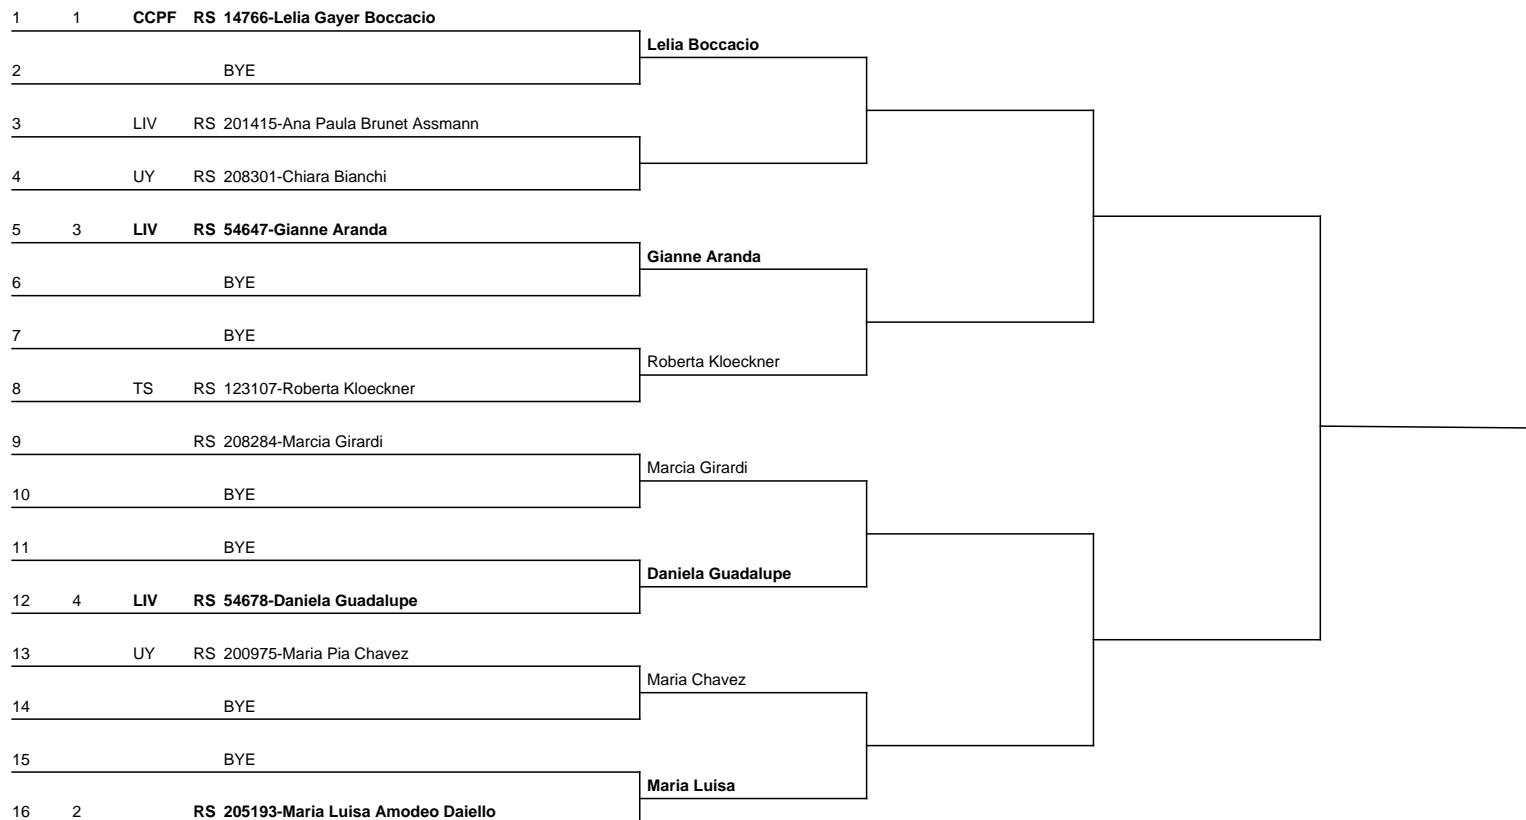 1 1 CCPF RS 14766-Lelia Gayer Boccacio
Lelia Boccacio
2 BYE
3 LIV RS 201415-Ana Paula Brunet Assmann
4 UY RS 208301-Chiara Bianchi
5 3 LIV RS 54647-Gianne Aranda
Gianne Aranda
6 BYE
7 BYE
Roberta Kloeckner
8 TS RS 123107-Roberta Kloeckner
9 RS 208284-Marcia Girardi
Marcia Girardi
10 BYE
11 BYE
Daniela Guadalupe
12 4 LIV RS 54678-Daniela Guadalupe
13 UY RS 200975-Maria Pia Chavez
Maria Chavez
14 BYE
15 BYE
Maria Luisa
16 2 RS 205193-Maria Luisa Amodeo Daiello